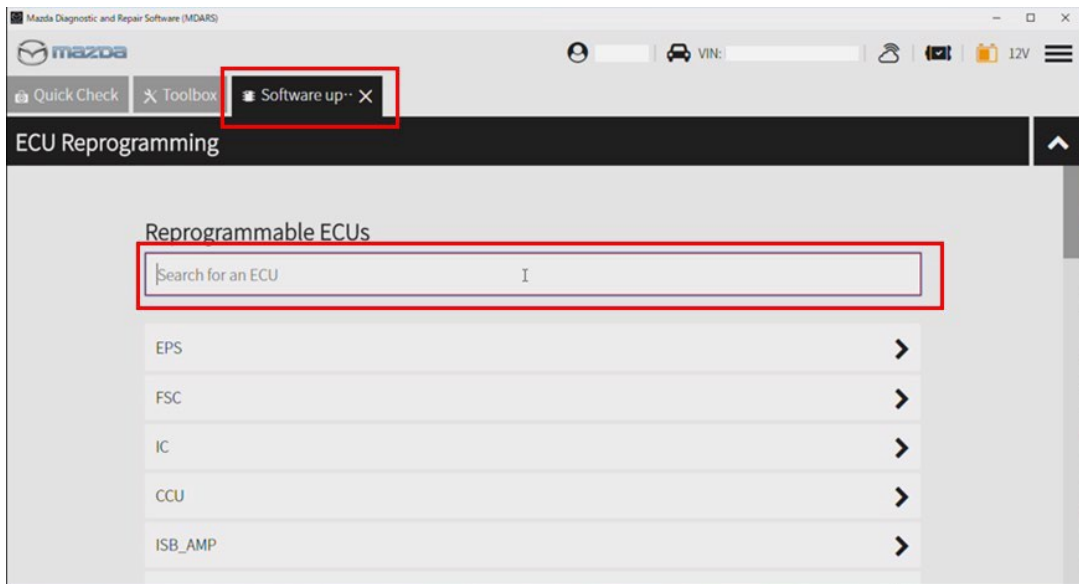 Mazda Diagnostic and Repair Software (MDARS)
mazda
VIN:
12V
Quick Check
Toolbox
Software up··
ECU Reprogramming
Reprogrammable ECUs
Search for an ECU
EPS
FSC
IC
CCU
ISB_AMP